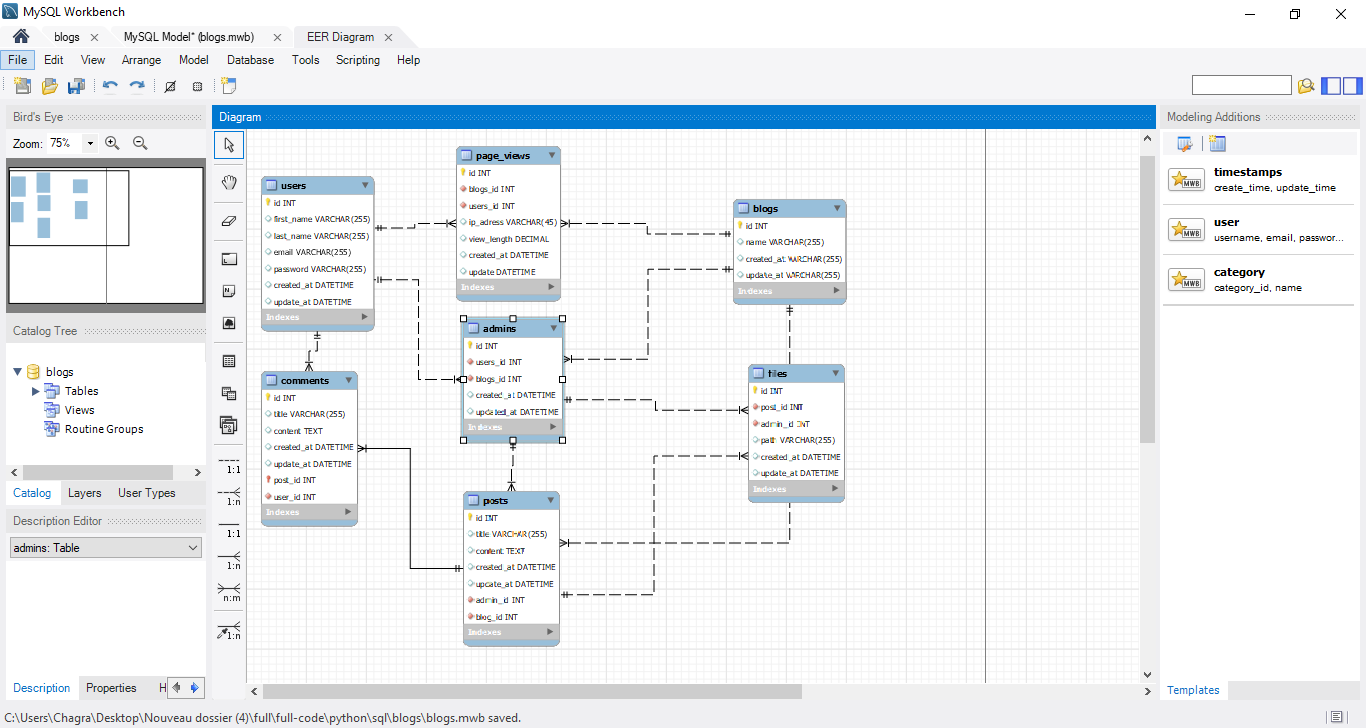 MySQL Workbench
blogs
MySQL Model* (blogs.mwb)
EER Diagram
File Edit View Arrange Model Database Tools Scripting Help
Bird's Eye
Zoom: 75%
Catalog Tree
blogs
Tables
Views
Routine Groups
Catalog Layers User Types
Description Editor
admins: Table
Description Properties H
Diagram
1:1
1:n
1:1
1:n
n:m
1:n
users
id INT
first_name VARCHAR(255)
last_name VARCHAR(255)
email VARCHAR(255)
password VARCHAR(255)
created_at DATETIME
update_at DATETIME
Indexes
page_views
id INT
blogs_id INT
users_id INT
ip_adress VARCHAR(45)
view_length DECIMAL
created_at DATETIME
update DATETIME
Indexes
blogs
id INT
name VARCHAR(255)
created_at VARCHAR(255)
update_at VARCHAR(255)
Indexes
admins
id INT
users_id INT
blogs_id INT
created_at DATETIME
updated_at DATETIME
Indexes
comments
id INT
title VARCHAR(255)
content TEXT
created_at DATETIME
update_at DATETIME
post_id INT
user_id INT
Indexes
files
id INT
post_id INT
admin_id INT
path VARCHAR(255)
created_at DATETIME
update_at DATETIME
Indexes
posts
id INT
title VARCHAR(255)
content TEXT
created_at DATETIME
update_at DATETIME
admin_id INT
blog_id INT
Indexes
Modeling Additions
timestamps
create_time, update_time
user
username, email, passwor...
category
category_id, name
Templates
C:\Users\Chagra\Desktop\Nouveau dossier (4)\full\full-code\python\sql\blogs\blogs.mwb saved.